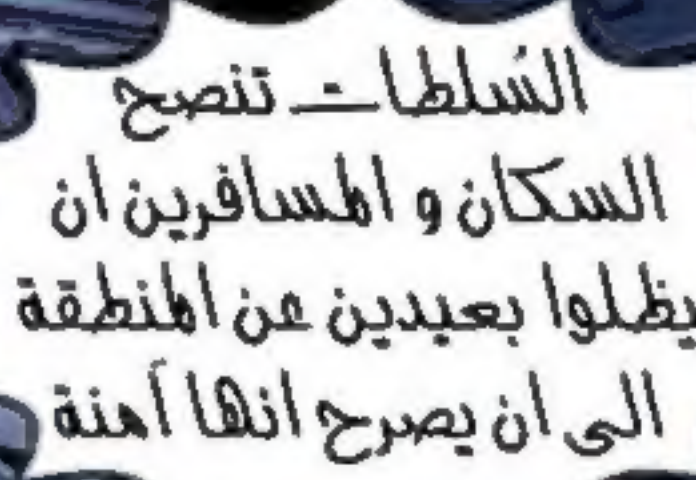 السُلطات تنصح
السكان و المسافرين ان
يظلوا بعيدين عن المنطقة
الى ان يصرح انها آمنة